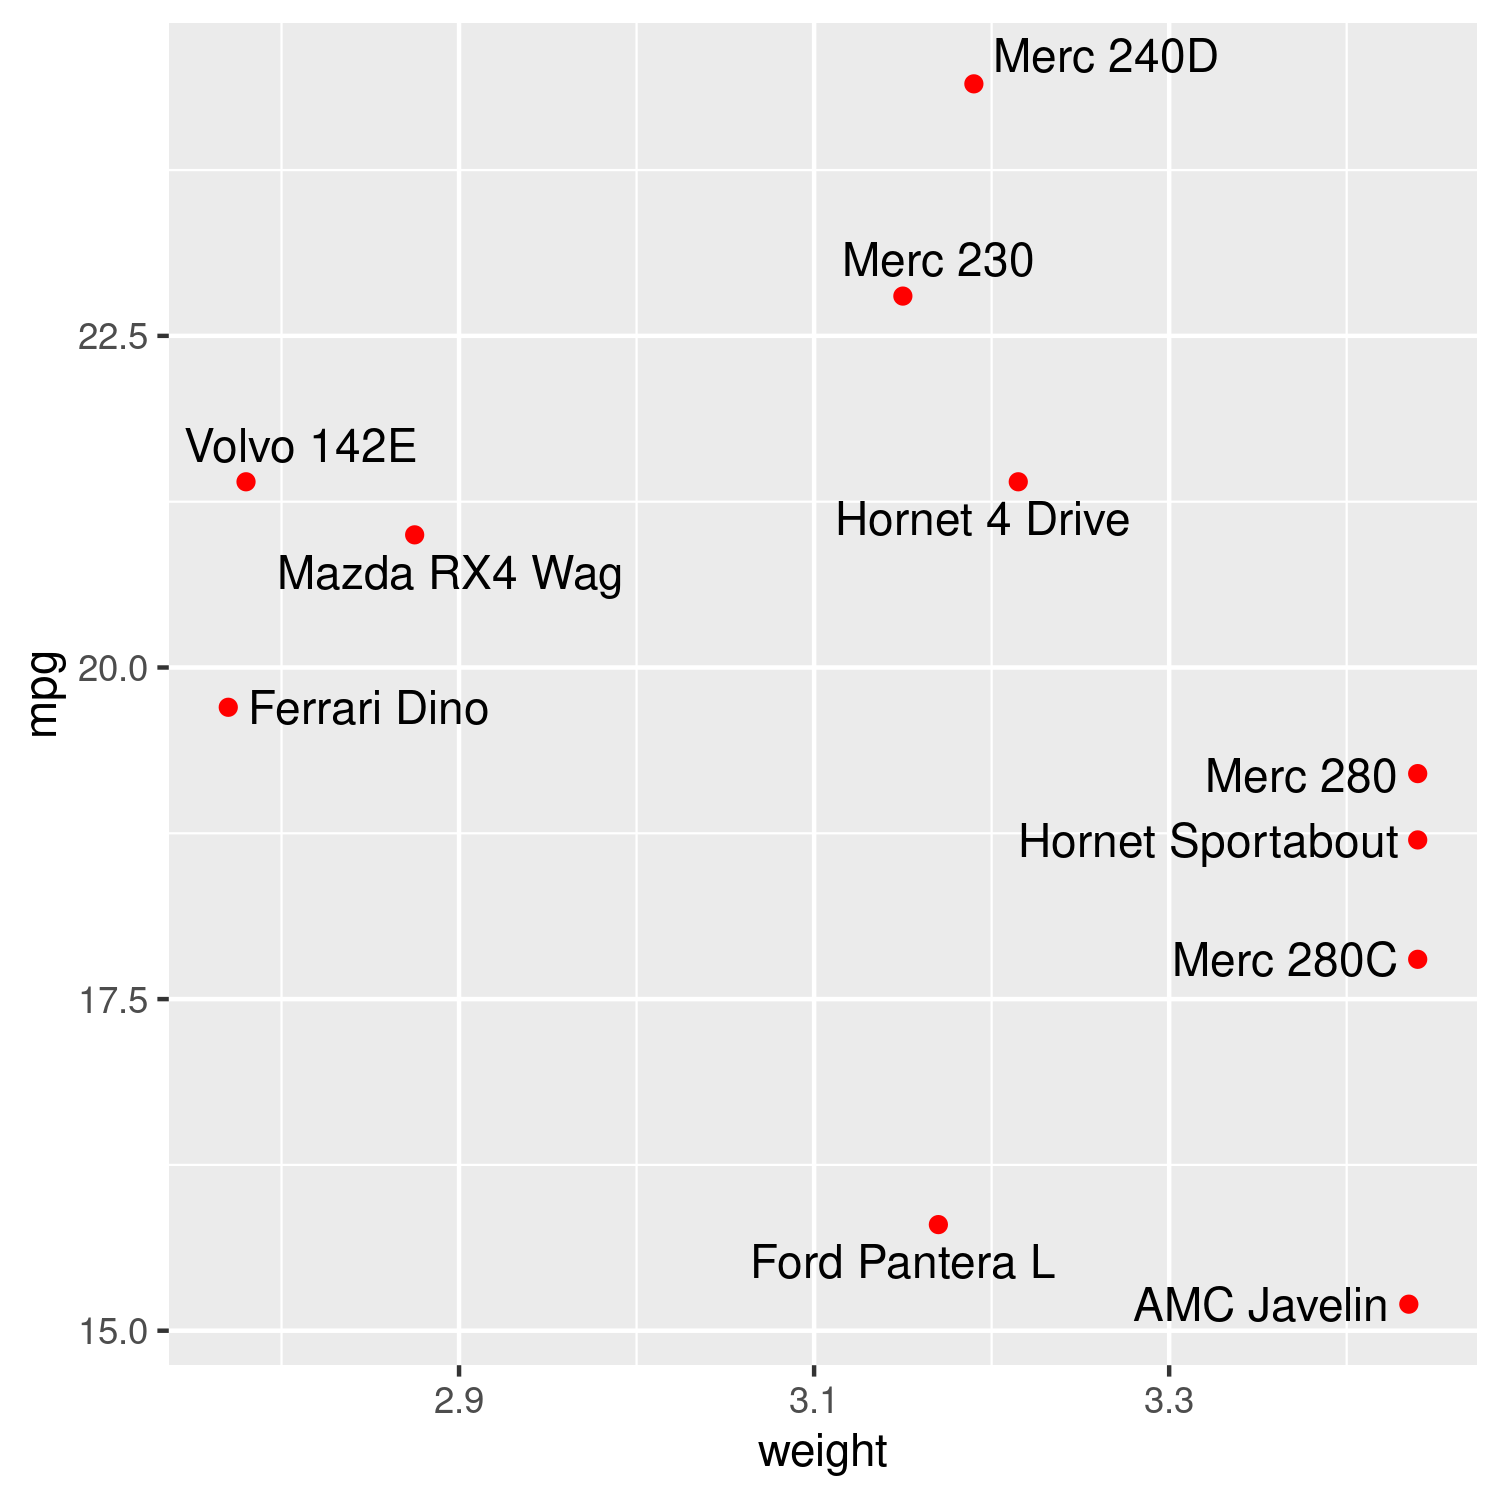 Merc 240D
Merc 230
22.5
Volvo 142E
Hornet 4 Drive
Mazda RX4 Wag
20.0
mpg
Ferrari Dino
Merc 280
Hornet Sportabout
Merc 280C
17.5
Ford Pantera L
AMC Javelin
15.0
2.9 3.1 3.3
weight